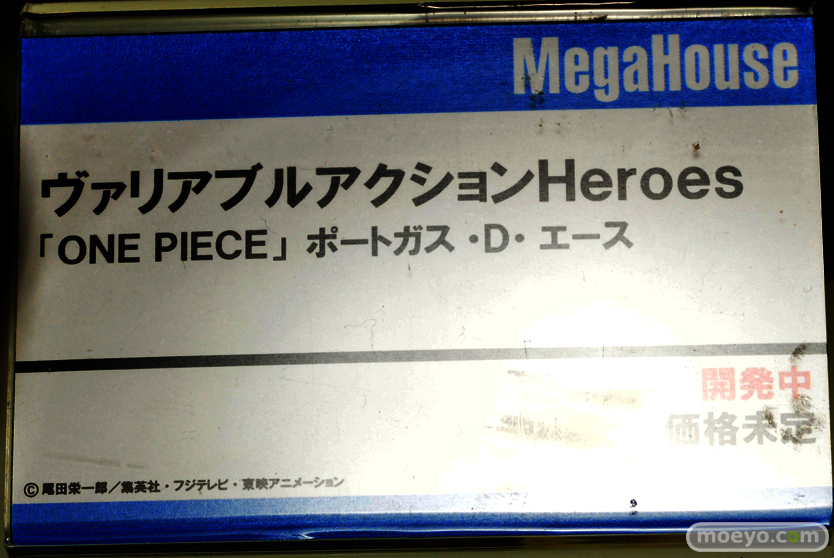 MegaHouse
ヴァリアブルアクションHeroes
「ONE PIECE」 ポートガス・D・エース
開発中
価格未定
©尾田栄一郎／集英社・フジテレビ・東映アニメーション
moeyo.com